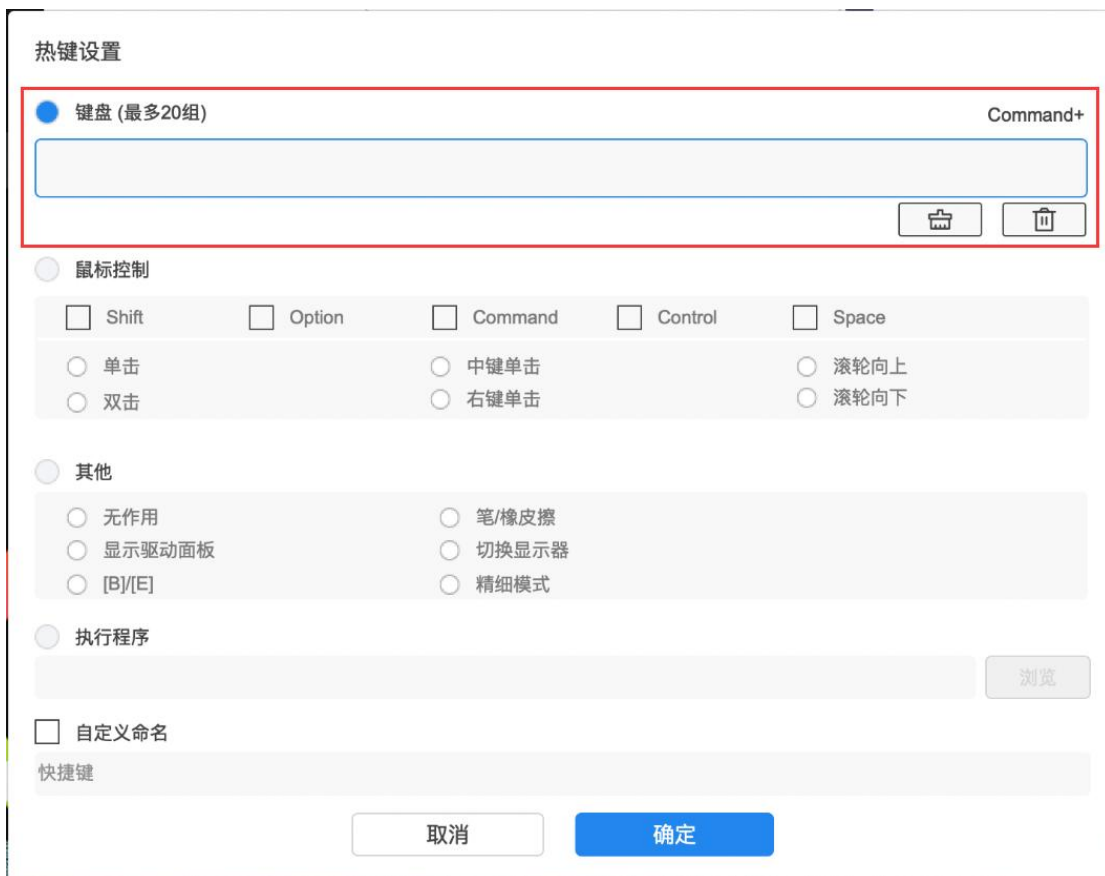 热键设置
键盘 (最多20组) Command+
鼠标控制
Shift Option Command Control Space
单击 中键单击 滚轮向上
双击 右键单击 滚轮向下
其他
无作用 笔/橡皮擦
显示驱动面板 切换显示器
[B]/[E] 精细模式
执行程序
浏览
自定义命名
快捷键
取消 确定